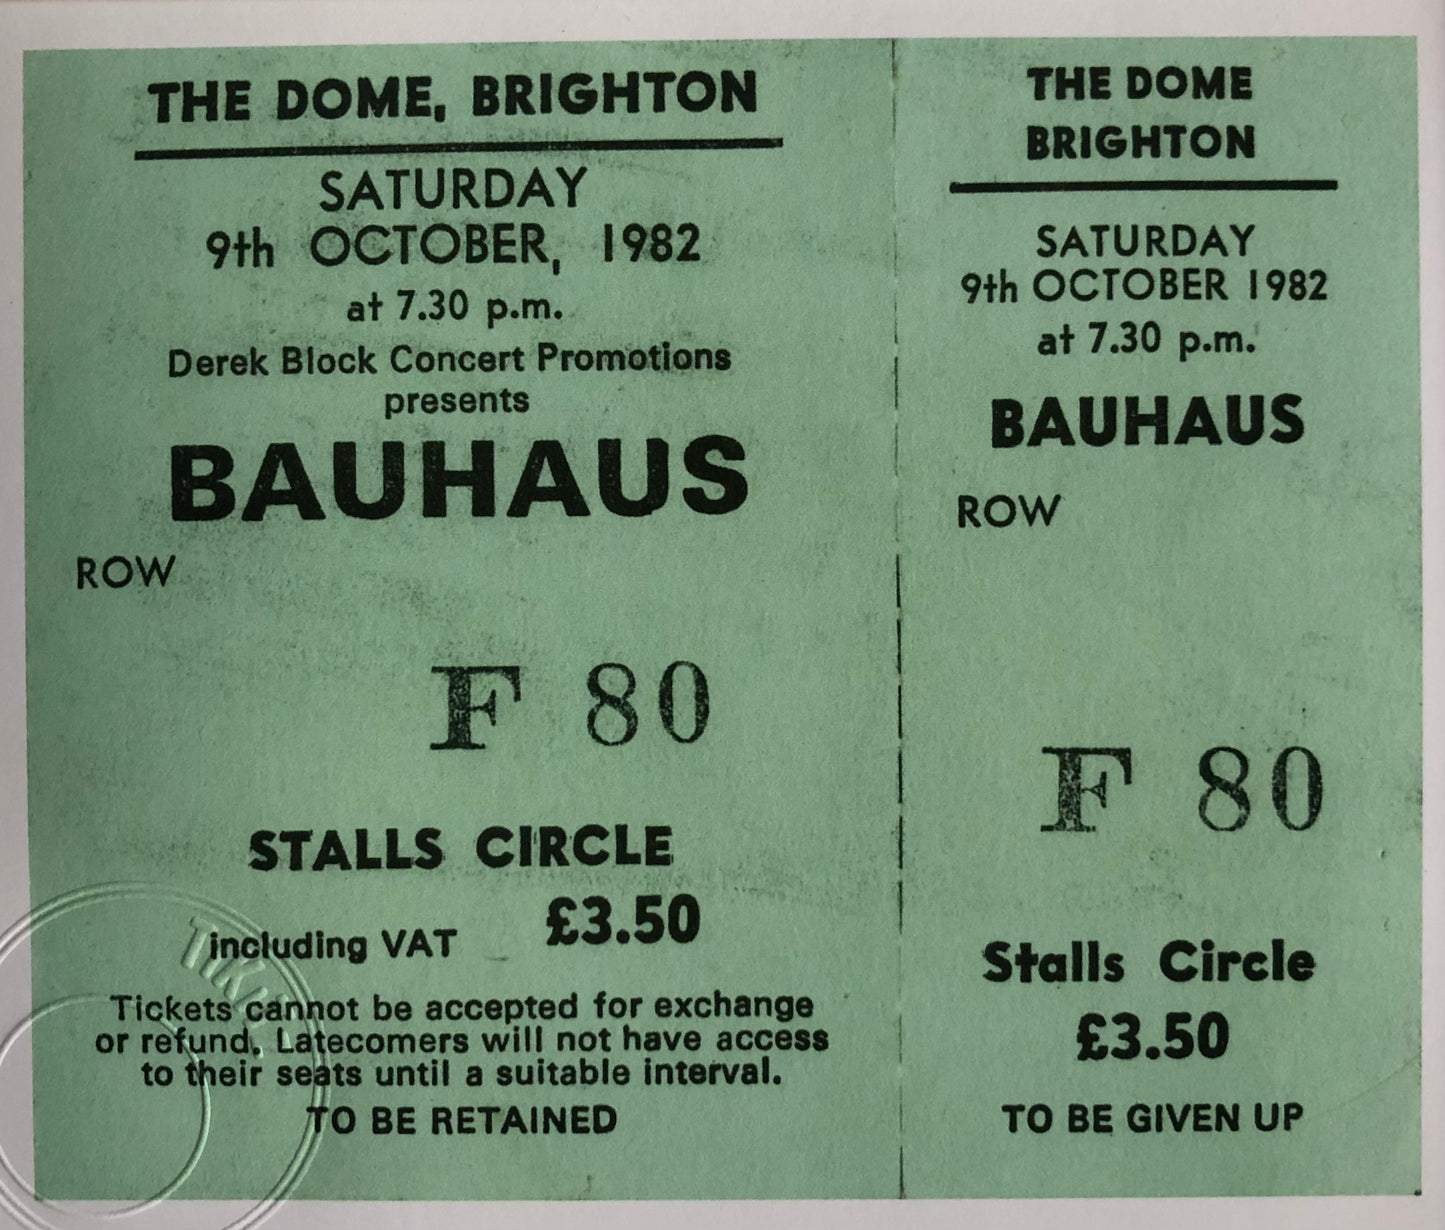 THE DOME, BRIGHTON
SATURDAY
9th OCTOBER, 1982
at 7.30 p.m.
Derek Block Concert Promotions
presents
BAUHAUS
ROW
F 80
STALLS CIRCLE
including VAT £3.50
Tickets cannot be accepted for exchange
or refund. Latecomers will not have access
to their seats until a suitable interval.
TO BE RETAINED
THE DOME
BRIGHTON
SATURDAY
9th OCTOBER 1982
at 7.30 p.m.
BAUHAUS
ROW
F 80
Stalls Circle
£3.50
TO BE GIVEN UP